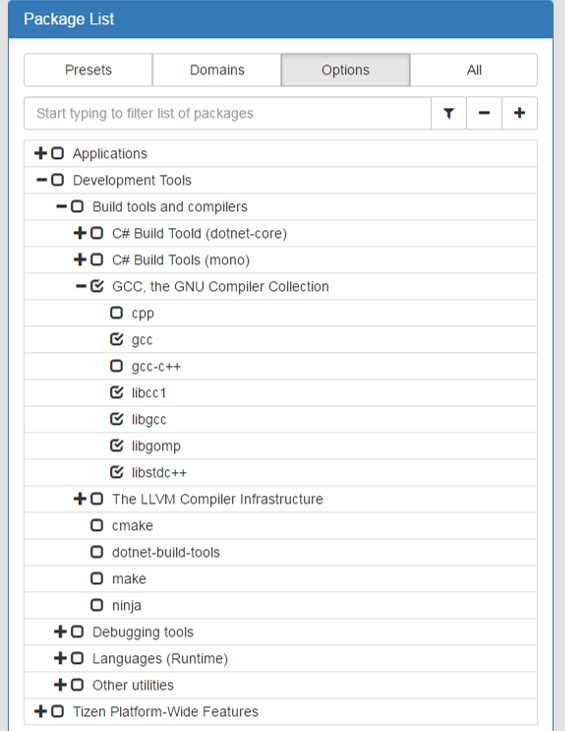 Package List
Presets
Domains
Options
All
Start typing to filter list of packages
Applications
Development Tools
Build tools and compilers
C# Build Toold (dotnet-core)
C# Build Tools (mono)
GCC, the GNU Compiler Collection
cpp
gcc
gcc-c++
libcc1
libgcc
libgomp
libstdc++
The LLVM Compiler Infrastructure
cmake
dotnet-build-tools
make
ninja
Debugging tools
Languages (Runtime)
Other utilities
Tizen Platform-Wide Features